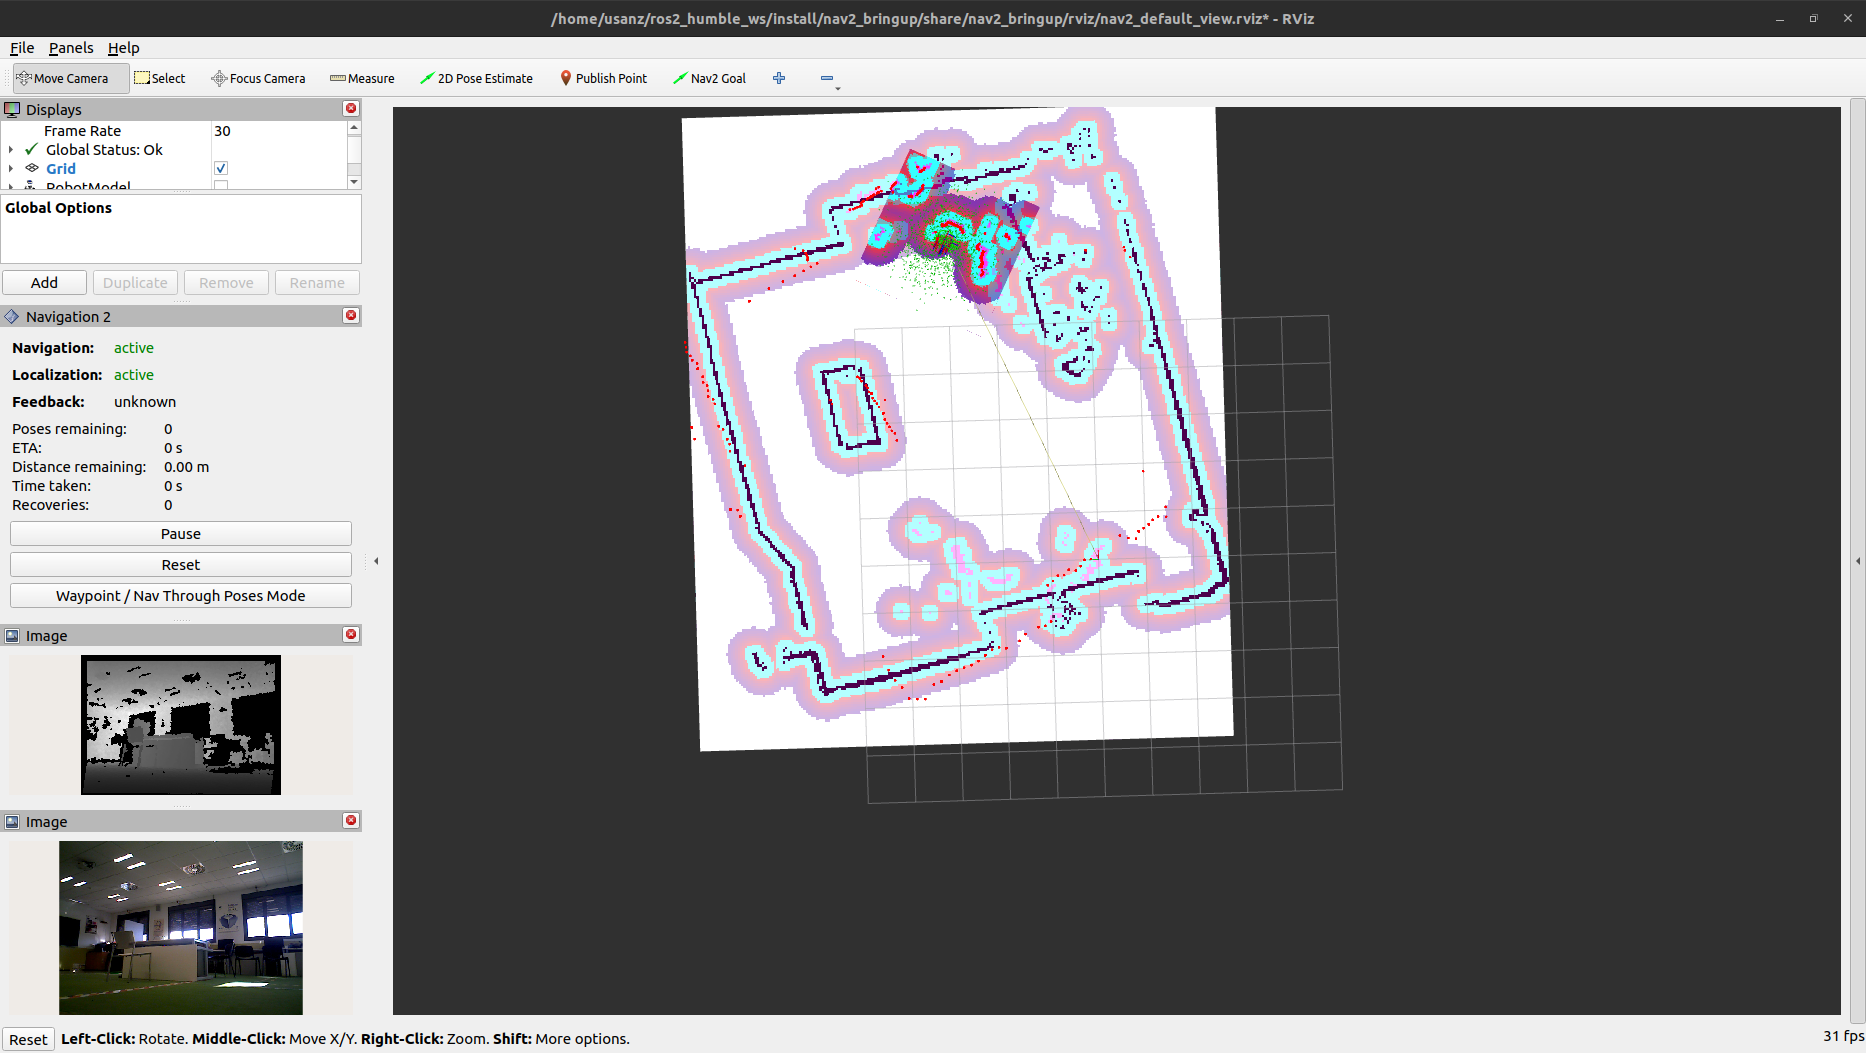 /home/usanz/ros2_humble_ws/install/nav2_bringup/share/nav2_bringup/rviz/nav2_default_view.rviz* - RViz
File Panels Help
Move Camera Select Focus Camera Measure 2D Pose Estimate Publish Point Nav2 Goal
Displays
Frame Rate 30
Global Status: Ok
Grid
RobotModel
Global Options
Add Duplicate Remove Rename
Navigation 2
Navigation: active
Localization: active
Feedback: unknown
Poses remaining: 0
ETA: 0 s
Distance remaining: 0.00 m
Time taken: 0 s
Recoveries: 0
Pause
Reset
Waypoint / Nav Through Poses Mode
Image
Image
Reset Left-Click: Rotate. Middle-Click: Move X/Y. Right-Click: Zoom. Shift: More options. 31 fps